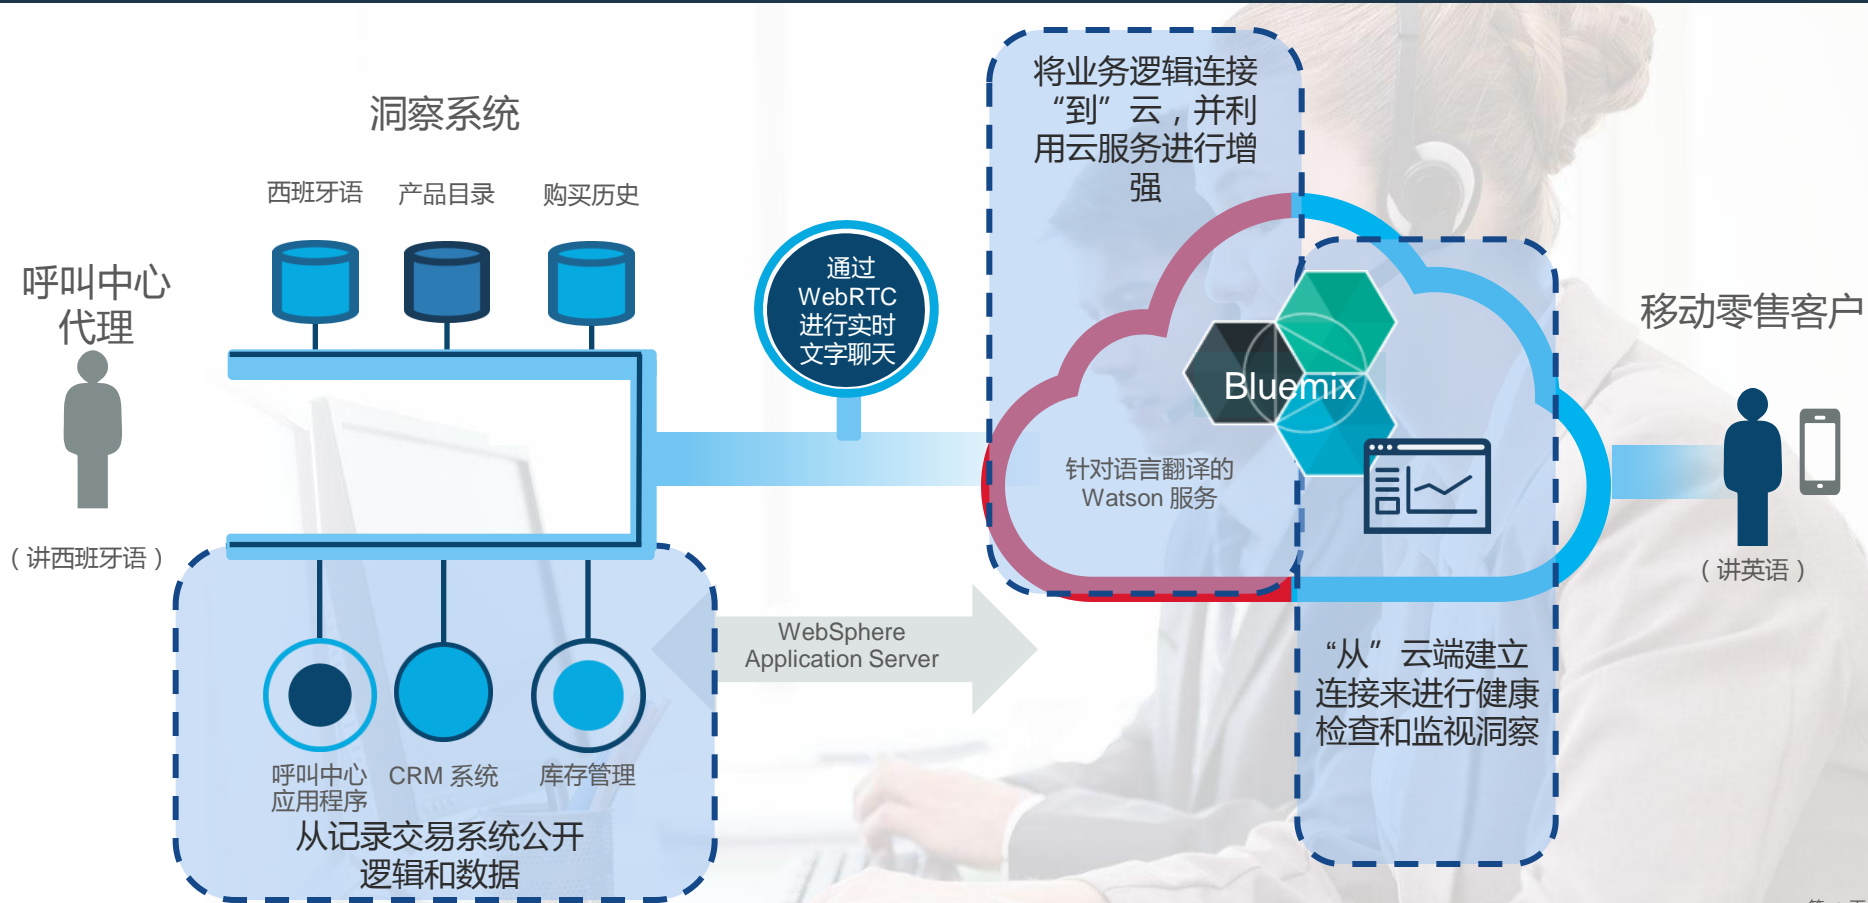 洞察系统
西班牙语
产品目录
购买历史
呼叫中心
代理
（讲西班牙语）
通过
WebRTC
进行实时
文字聊天
将业务逻辑连接
“到”云，并利
用云服务进行增
强
Bluemix
针对语言翻译的
Watson 服务
移动零售客户
（讲英语）
WebSphere
Application Server
“从”云端建立
连接来进行健康
检查和监视洞察
呼叫中心
应用程序
CRM 系统
库存管理
从记录交易系统公开
逻辑和数据